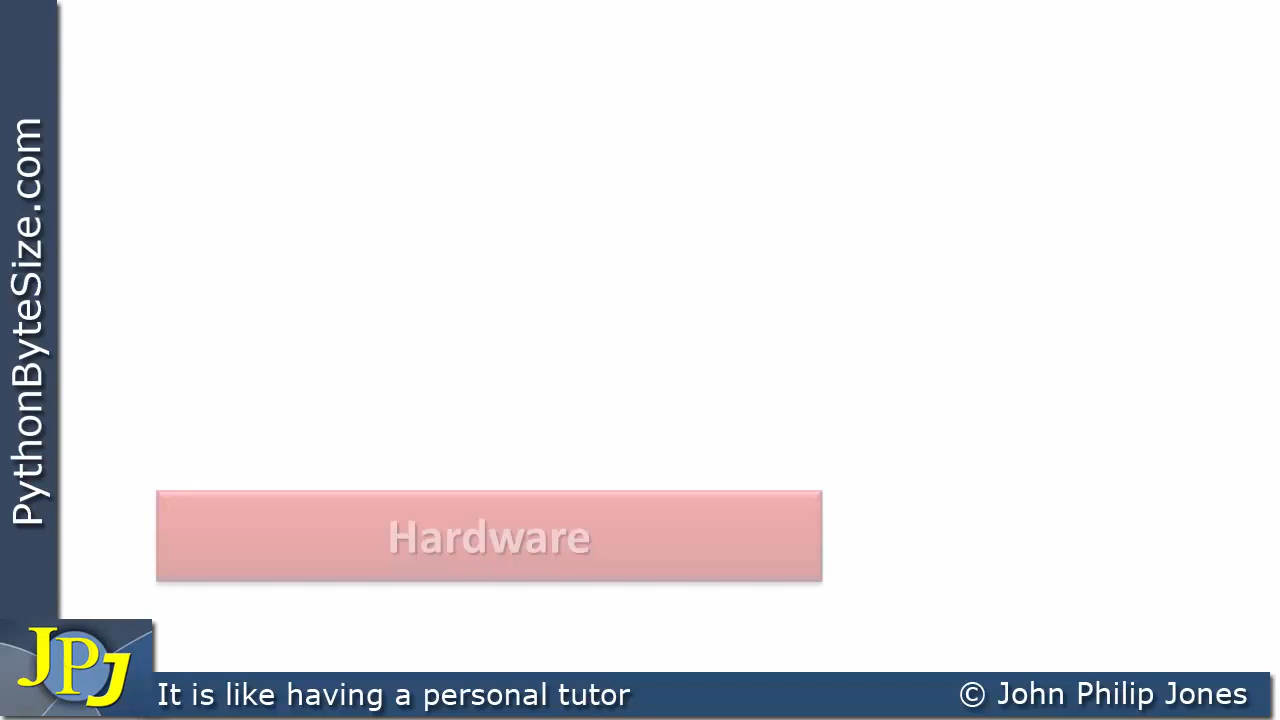 PythonByteSize.com
Hardware
JPJ
It is like having a personal tutor
© John Philip Jones